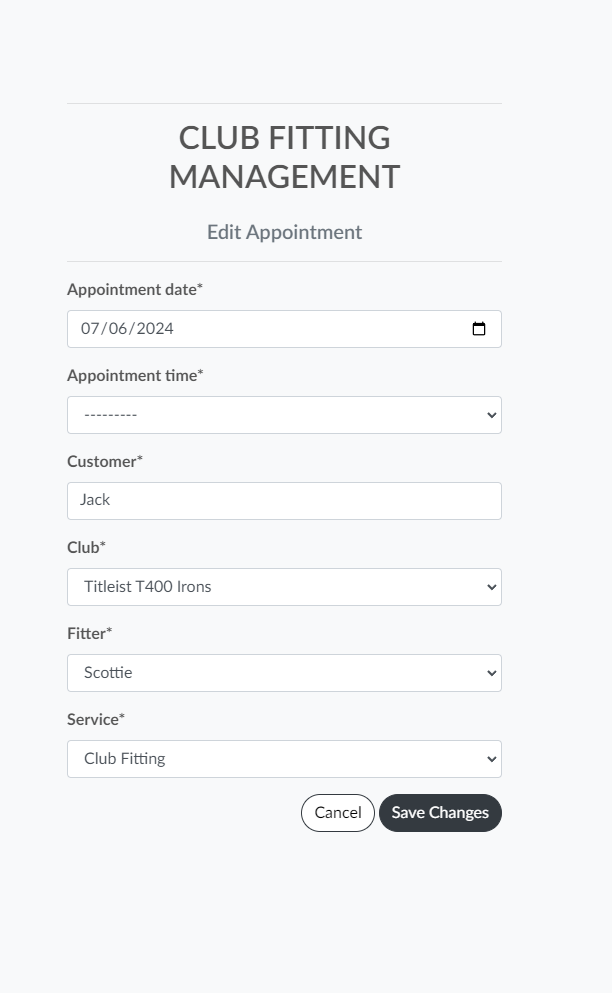 CLUB FITTING
MANAGEMENT
Edit Appointment
Appointment date*
07/06/2024
Appointment time*
---------
Customer*
Jack
Club*
Titleist T400 Irons
Fitter*
Scottie
Service*
Club Fitting
Cancel Save Changes